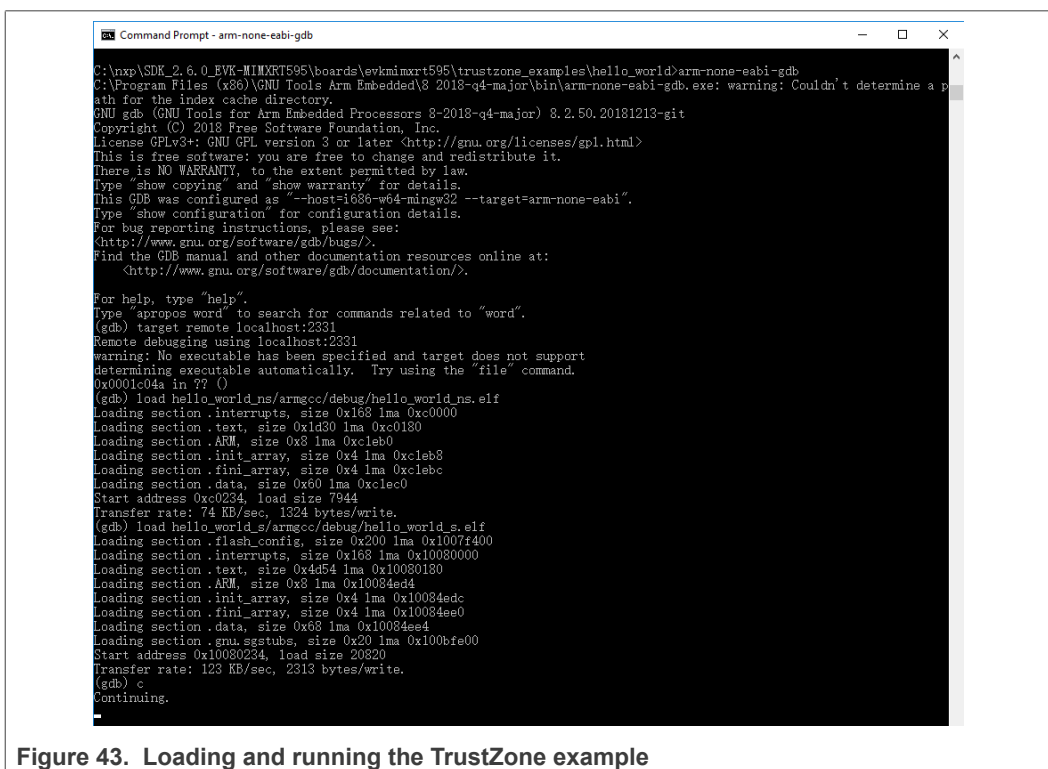 Command Prompt - arm-none-eabi-gdb
C:\nxp\SDK_2.6.0_EVK-MIMXRT595\boards\evkmimxrt595\trustzone_examples\hello_world>arm-none-eabi-gdb
C:\Program Files (x86)\GNU Tools Arm Embedded\8 2018-q4-major\bin\arm-none-eabi-gdb.exe: warning: Couldn't determine a p
ath for the index cache directory.
GNU gdb (GNU Tools for Arm Embedded Processors 8-2018-q4-major) 8.2.50.20181213-git
Copyright (C) 2018 Free Software Foundation, Inc.
License GPLv3+: GNU GPL version 3 or later <http://gnu.org/licenses/gpl.html>
This is free software: you are free to change and redistribute it.
There is NO WARRANTY, to the extent permitted by law.
Type "show copying" and "show warranty" for details.
This GDB was configured as "--host=i686-w64-mingw32 --target=arm-none-eabi".
Type "show configuration" for configuration details.
For bug reporting instructions, please see:
<http://www.gnu.org/software/gdb/bugs/>.
Find the GDB manual and other documentation resources online at:
    <http://www.gnu.org/software/gdb/documentation/>.
For help, type "help".
Type "apropos word" to search for commands related to "word".
(gdb) target remote localhost:2331
Remote debugging using localhost:2331
warning: No executable has been specified and target does not support
determining executable automatically.  Try using the "file" command.
0x0001c04a in ?? ()
(gdb) load hello_world_ns/armgcc/debug/hello_world_ns.elf
Loading section .interrupts, size 0x168 lma 0xc0000
Loading section .text, size 0x1d30 lma 0xc0180
Loading section .ARM, size 0x8 lma 0xc1eb0
Loading section .init_array, size 0x4 lma 0xc1eb8
Loading section .fini_array, size 0x4 lma 0xc1ebc
Loading section .data, size 0x60 lma 0xc1ec0
Start address 0xc0234, load size 7944
Transfer rate: 74 KB/sec, 1324 bytes/write.
(gdb) load hello_world_s/armgcc/debug/hello_world_s.elf
Loading section .flash_config, size 0x200 lma 0x1007f400
Loading section .interrupts, size 0x168 lma 0x10080000
Loading section .text, size 0x4d54 lma 0x10080180
Loading section .ARM, size 0x8 lma 0x10084ed4
Loading section .init_array, size 0x4 lma 0x10084edc
Loading section .fini_array, size 0x4 lma 0x10084ee0
Loading section .data, size 0x68 lma 0x10084ee4
Loading section .gnu.sgstubs, size 0x20 lma 0x100bfe00
Start address 0x10080234, load size 20820
Transfer rate: 123 KB/sec, 2313 bytes/write.
(gdb) c
Continuing.
Figure 43. Loading and running the TrustZone example